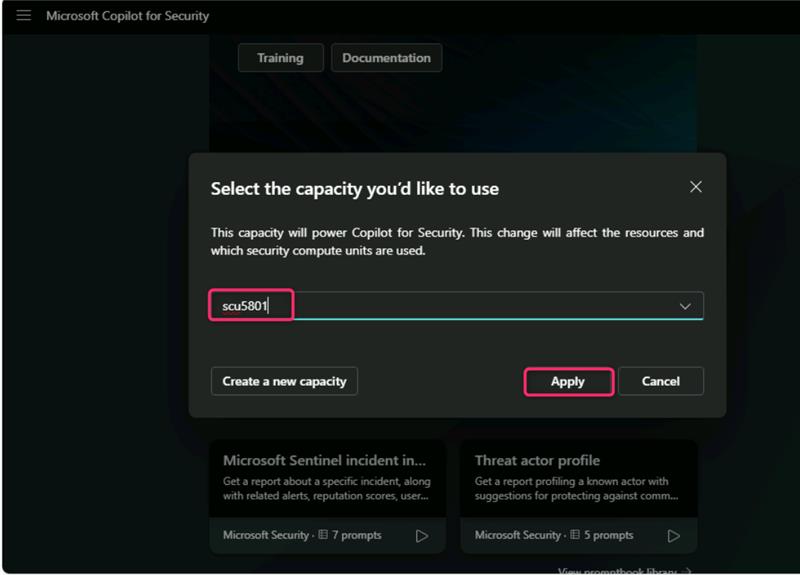 Microsoft Copilot for Security
Training
Documentation
Select the capacity you'd like to use
This capacity will power Copilot for Security. This change will affect the resources and
which security compute units are used.
scu5801
Create a new capacity
Apply
Cancel
Microsoft Sentinel incident in...
Get a report about a specific incident, along
with related alerts, reputation scores, user...
Microsoft Security · 7 prompts
Threat actor profile
Get a report profiling a known actor with
suggestions for protecting against comm...
Microsoft Security · 5 prompts
View promptbook library →